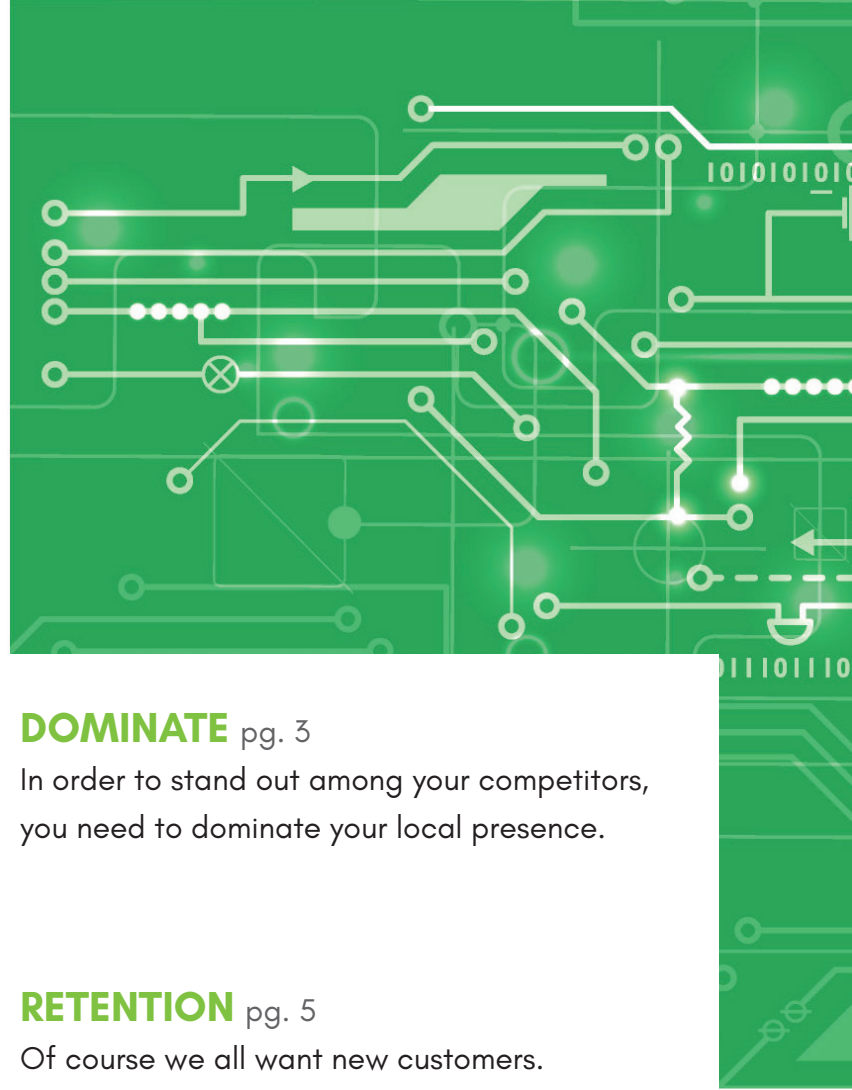 101010101
011101110
DOMINATE pg. 3
In order to stand out among your competitors,
you need to dominate your local presence.
RETENTION pg. 5
Of course we all want new customers.